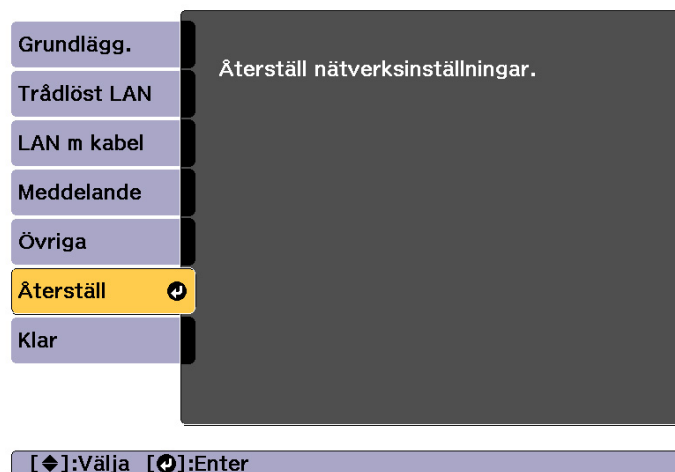 Grundlägg.
Trådlöst LAN
LAN m kabel
Meddelande
Övriga
Återställ
Klar
Återställ nätverksinställningar.
[◆]:Välja [↵]:Enter